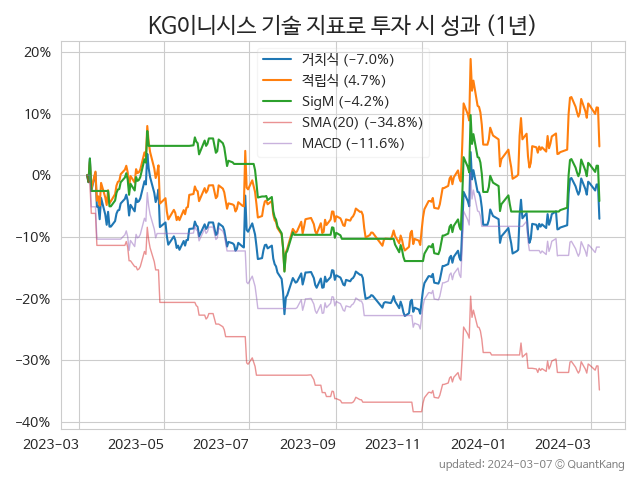 KG이니시스 기술 지표로 투자 시 성과 (1년)
거치식 (−7.0%)
적립식 (4.7%)
SigM (−4.2%)
SMA(20) (−34.8%)
MACD (−11.6%)
20%
10%
0%
−10%
−20%
−30%
−40%
2023−03 2023−05 2023−07 2023−09 2023−11 2024−01 2024−03
updated: 2024−03−07 © QuantKang